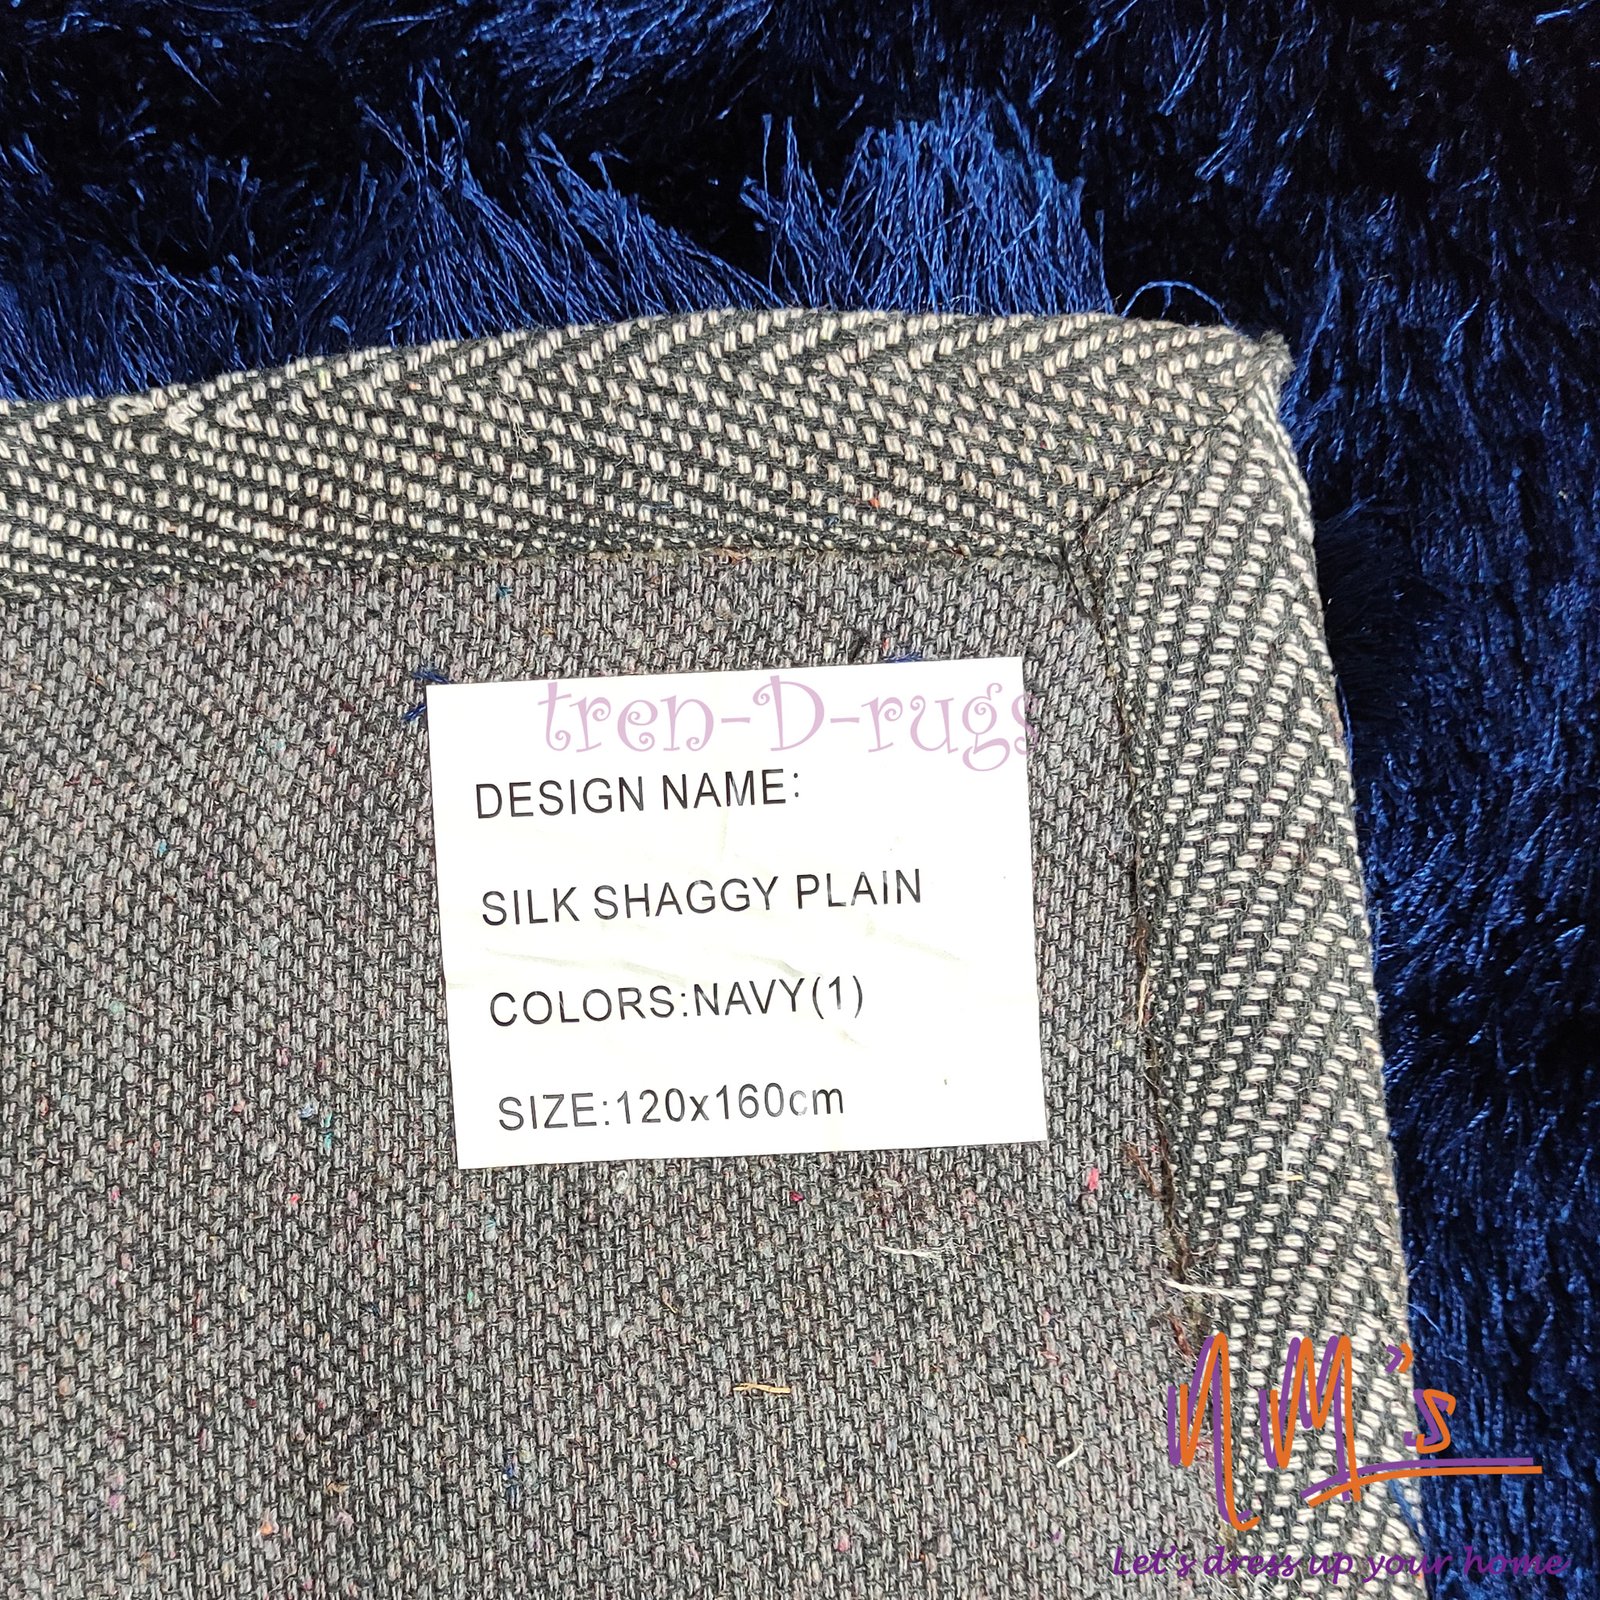 tren-D-rugs
DESIGN NAME:
SILK SHAGGY PLAIN
COLORS:NAVY(1)
SIZE:120x160cm
NM's
Let's dress up your home